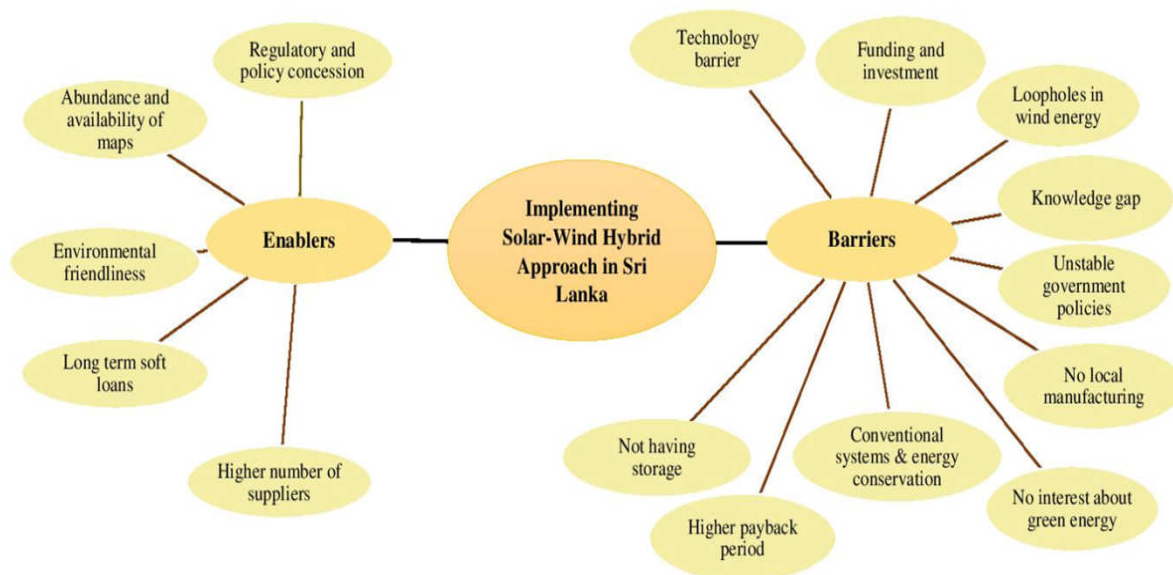 Regulatory and
policy concession
Abundance and
availability of
maps
Enablers
Environmental
friendliness
Long term soft
loans
Higher number of
suppliers
Implementing
Solar-Wind Hybrid
Approach in Sri
Lanka
Technology
barrier
Funding and
investment
Loopholes in
wind energy
Knowledge gap
Barriers
Unstable
government
policies
No local
manufacturing
Not having
storage
Conventional
systems & energy
conservation
No interest about
green energy
Higher payback
period